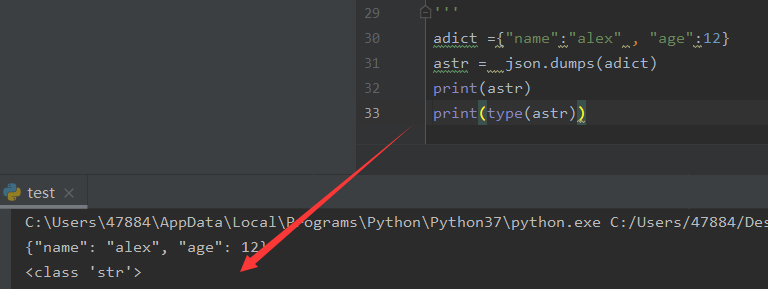 29 '''
30 adict ={"name":"alex" , "age":12}
31 astr = json.dumps(adict)
32 print(astr)
33 print(type(astr))
test ×
C:\Users\47884\AppData\Local\Programs\Python\Python37\python.exe C:/Users/47884/Des
{"name": "alex", "age": 12}
<class 'str'>